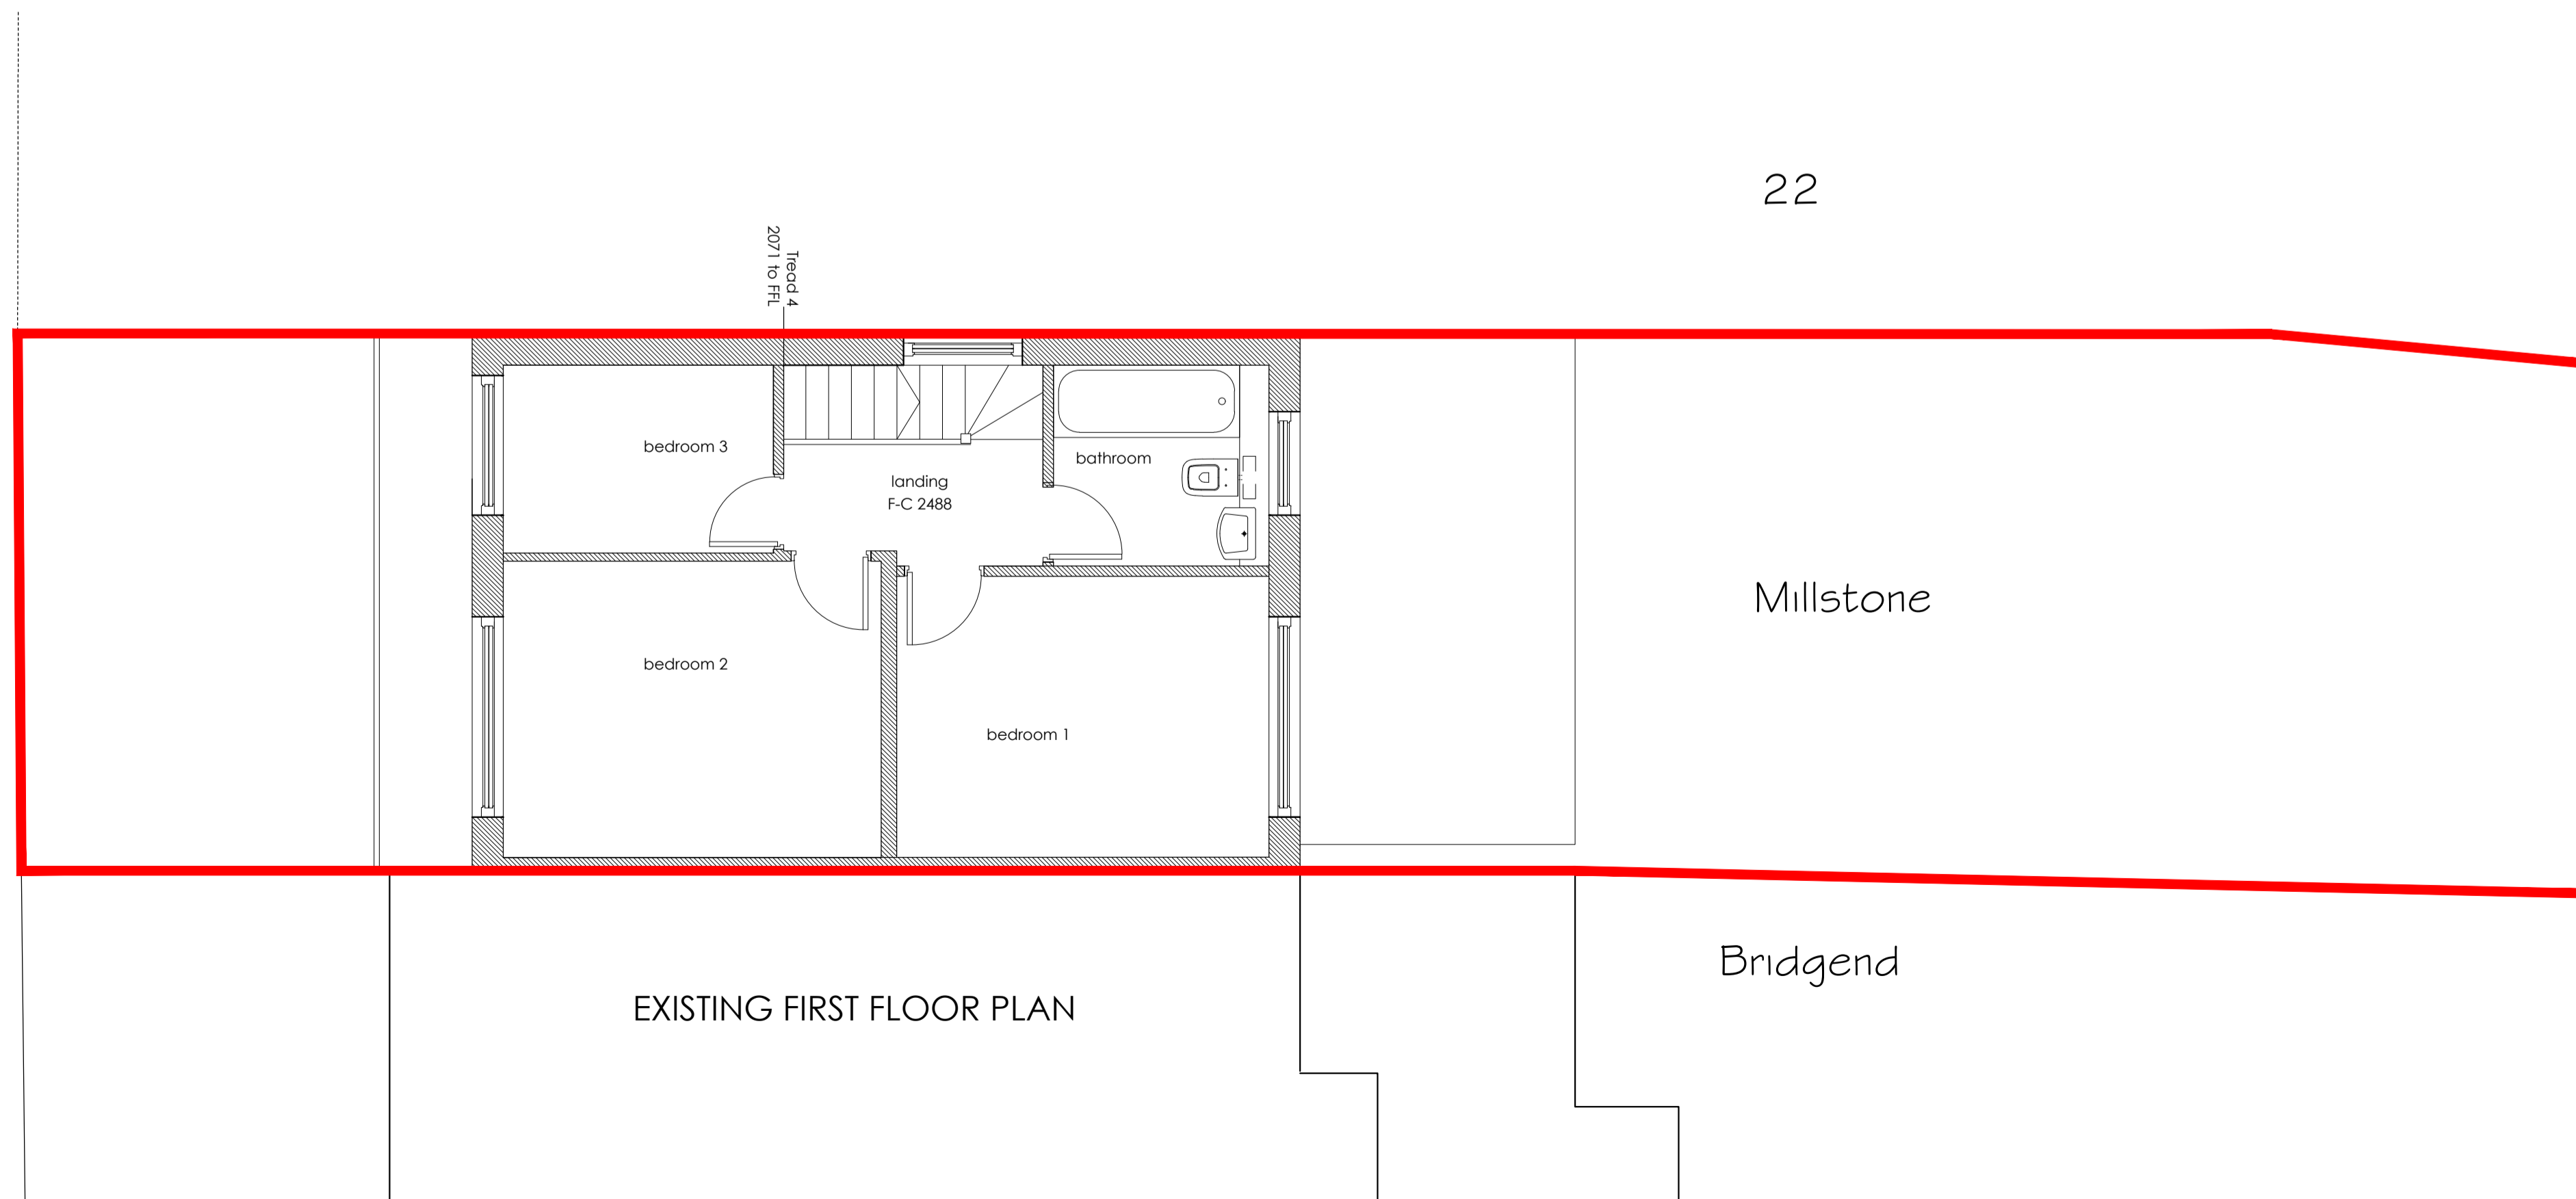 22
Tread 4
2071 to FFL
bedroom 3
bathroom
landing
F-C 2488
Millstone
bedroom 2
bedroom 1
Bridgend
EXISTING FIRST FLOOR PLAN